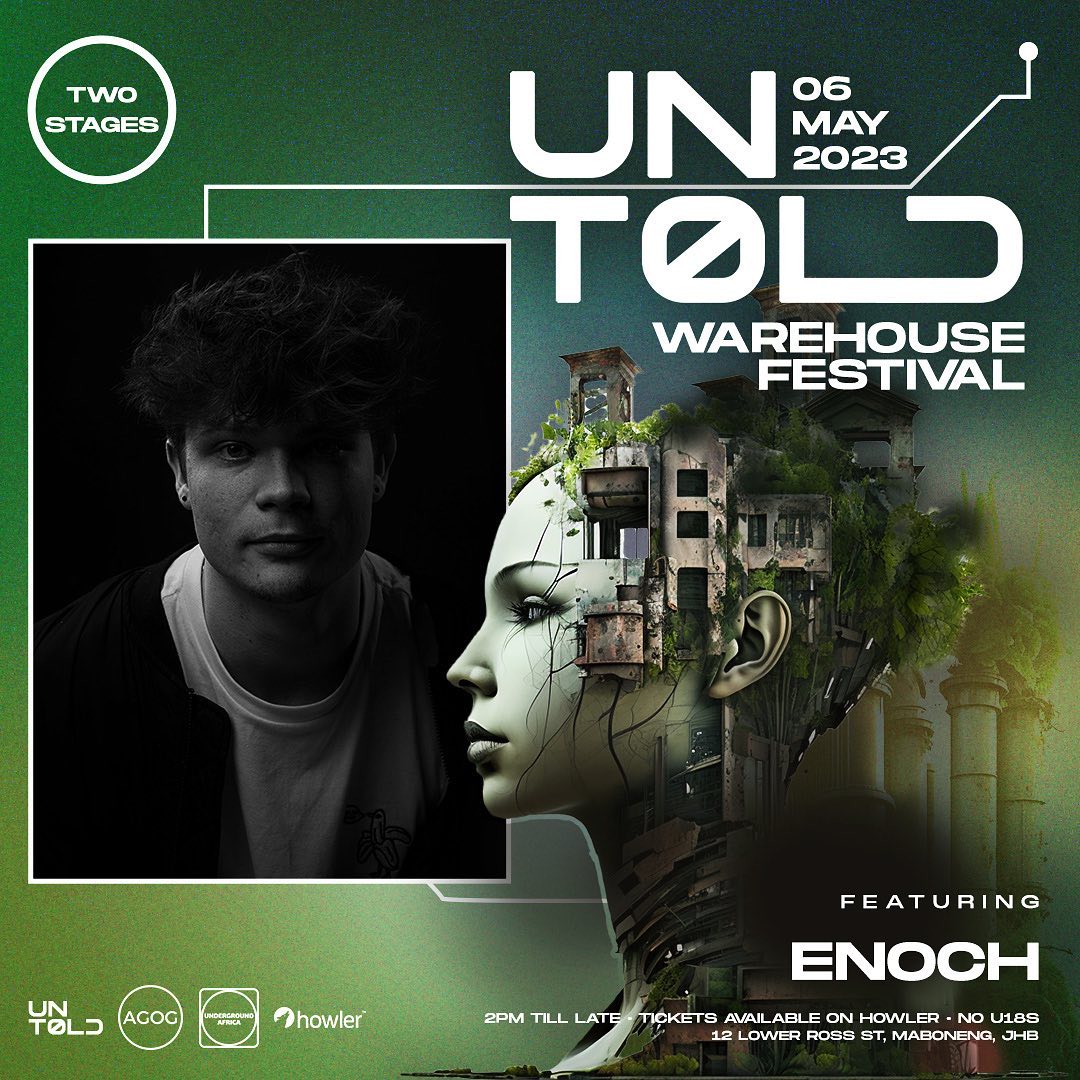 TWO
STAGES
UN
TØLD
06
MAY
2023
WAREHOUSE
FESTIVAL
FEATURING
ENOCH
UN
TØLD
AGOG
UNDERGROUND
AFRICA
howler™
2PM TILL LATE • TICKETS AVAILABLE ON HOWLER • NO U18S
12 LOWER ROSS ST, MABONENG, JHB